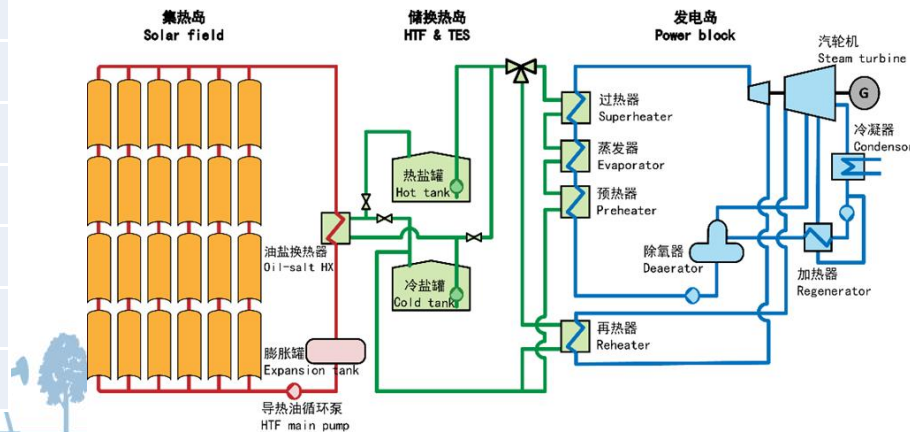 集热岛
Solar field
储换热岛
HTF & TES
发电岛
Power block
汽轮机
Steam turbine
G
过热器
Superheater
冷凝器
Condensor
蒸发器
Evaporator
热盐罐
Hot tank
预热器
Preheater
油盐换热器
Oil-salt HX
除氧器
Deaerator
加热器
Regenerator
冷盐罐
Cold tank
再热器
Reheater
膨胀罐
Expansion tank
导热油循环泵
HTF main pump